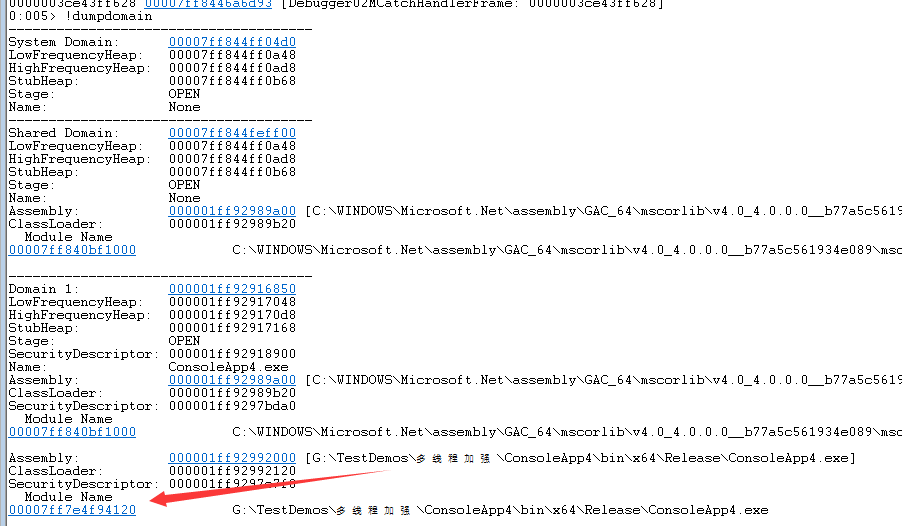 0000003ce43ff628 00007ff8446a6d93 [DebuggerU2MCatchHandlerFrame: 0000003ce43ff628]
0:005> !dumpdomain
--------------------------------------
System Domain: 00007ff844ff04d0
LowFrequencyHeap: 00007ff844ff0a48
HighFrequencyHeap: 00007ff844ff0ad8
StubHeap: 00007ff844ff0b68
Stage: OPEN
Name: None
--------------------------------------
Shared Domain: 00007ff844feff00
LowFrequencyHeap: 00007ff844ff0a48
HighFrequencyHeap: 00007ff844ff0ad8
StubHeap: 00007ff844ff0b68
Stage: OPEN
Name: None
Assembly: 000001ff92989a00 [C:\WINDOWS\Microsoft.Net\assembly\GAC_64\mscorlib\v4.0_4.0.0.0__b77a5c5619
ClassLoader: 000001ff92989b20
Module Name
00007ff840bf1000 C:\WINDOWS\Microsoft.Net\assembly\GAC_64\mscorlib\v4.0_4.0.0.0__b77a5c561934e089\msc
--------------------------------------
Domain 1: 000001ff92916850
LowFrequencyHeap: 000001ff92917048
HighFrequencyHeap: 000001ff929170d8
StubHeap: 000001ff92917168
Stage: OPEN
SecurityDescriptor: 000001ff92918900
Name: ConsoleApp4.exe
Assembly: 000001ff92989a00 [C:\WINDOWS\Microsoft.Net\assembly\GAC_64\mscorlib\v4.0_4.0.0.0__b77a5c5619
ClassLoader: 000001ff92989b20
SecurityDescriptor: 000001ff9297bda0
Module Name
00007ff840bf1000 C:\WINDOWS\Microsoft.Net\assembly\GAC_64\mscorlib\v4.0_4.0.0.0__b77a5c561934e089\msc
Assembly: 000001ff92992000 [G:\TestDemos\多线程加强\ConsoleApp4\bin\x64\Release\ConsoleApp4.exe]
ClassLoader: 000001ff92992120
SecurityDescriptor:
Module Name
00007ff7e4f94120 G:\TestDemos\多线程加强\ConsoleApp4\bin\x64\Release\ConsoleApp4.exe